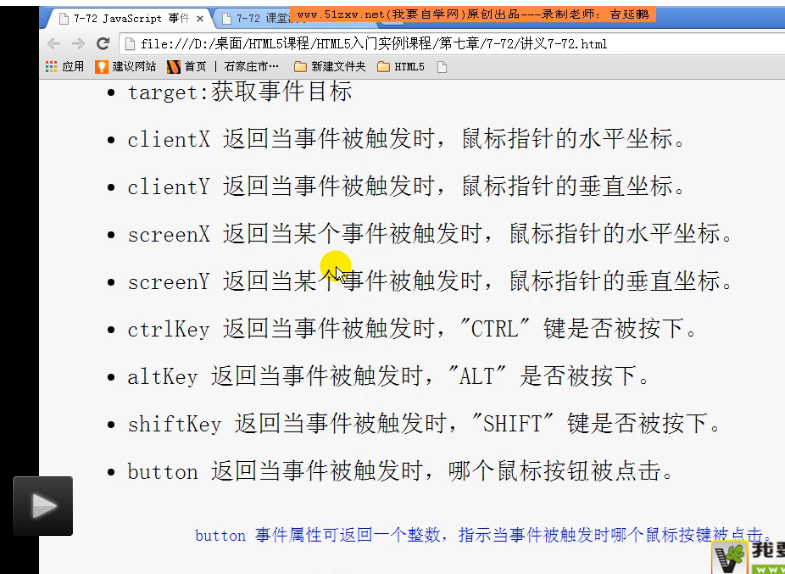 7-72 JavaScript 事件
7-72 课堂
www.51zxw.net(我要自学网)原创出品---录制老师: 吉延鹏
file:///D:/桌面/HTML5课程/HTML5入门实例课程/第七章/7-72/讲义7-72.html
应用 建议网站 首页 | 石家庄市… 新建文件夹 HTML5
target:获取事件目标
clientX 返回当事件被触发时，鼠标指针的水平坐标。
clientY 返回当事件被触发时，鼠标指针的垂直坐标。
screenX 返回当某个事件被触发时，鼠标指针的水平坐标。
screenY 返回当某个事件被触发时，鼠标指针的垂直坐标。
ctrlKey 返回当事件被触发时，"CTRL" 键是否被按下。
altKey 返回当事件被触发时，"ALT" 是否被按下。
shiftKey 返回当事件被触发时，"SHIFT" 键是否被按下。
button 返回当事件被触发时，哪个鼠标按钮被点击。
button 事件属性可返回一个整数，指示当事件被触发时哪个鼠标按键被点击。
我要
www